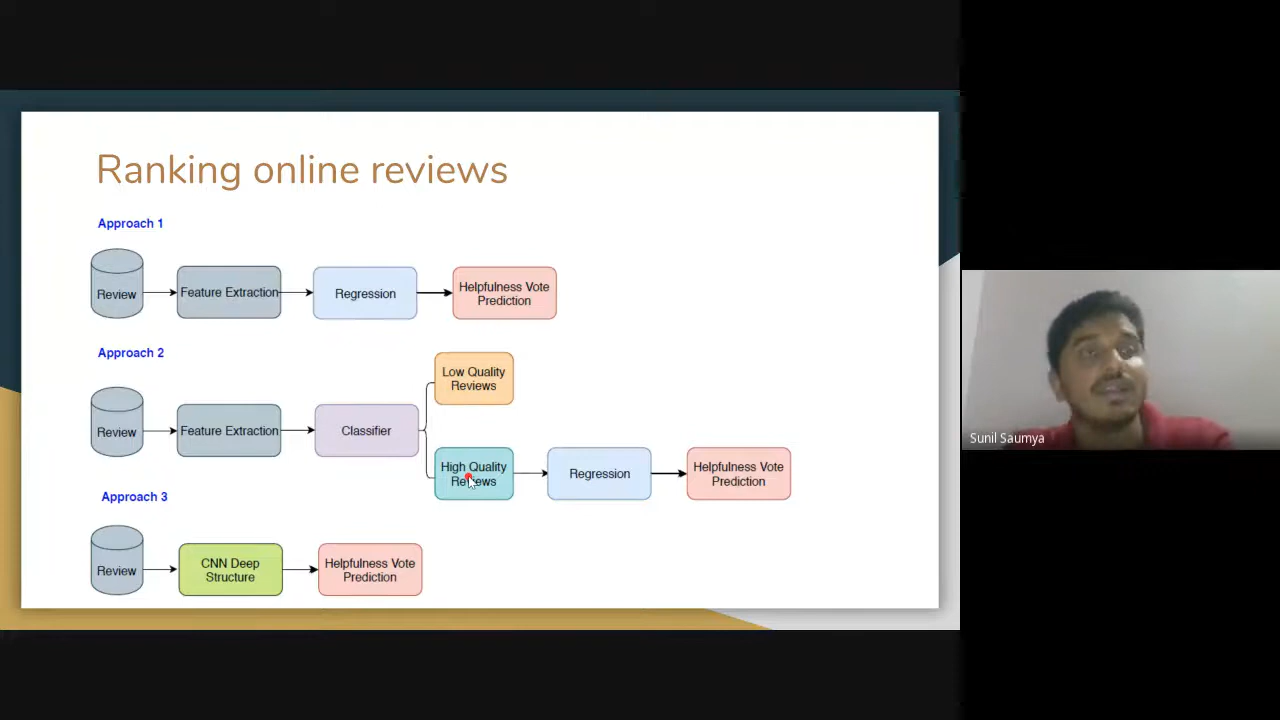 Ranking online reviews
Approach 1
Review
Feature Extraction
Regression
Helpfulness Vote
Prediction
Approach 2
Low Quality
Reviews
Review
Feature Extraction
Classifier
High Quality
Reviews
Regression
Helpfulness Vote
Prediction
Approach 3
Review
CNN Deep
Structure
Helpfulness Vote
Prediction
Sunil Saumya